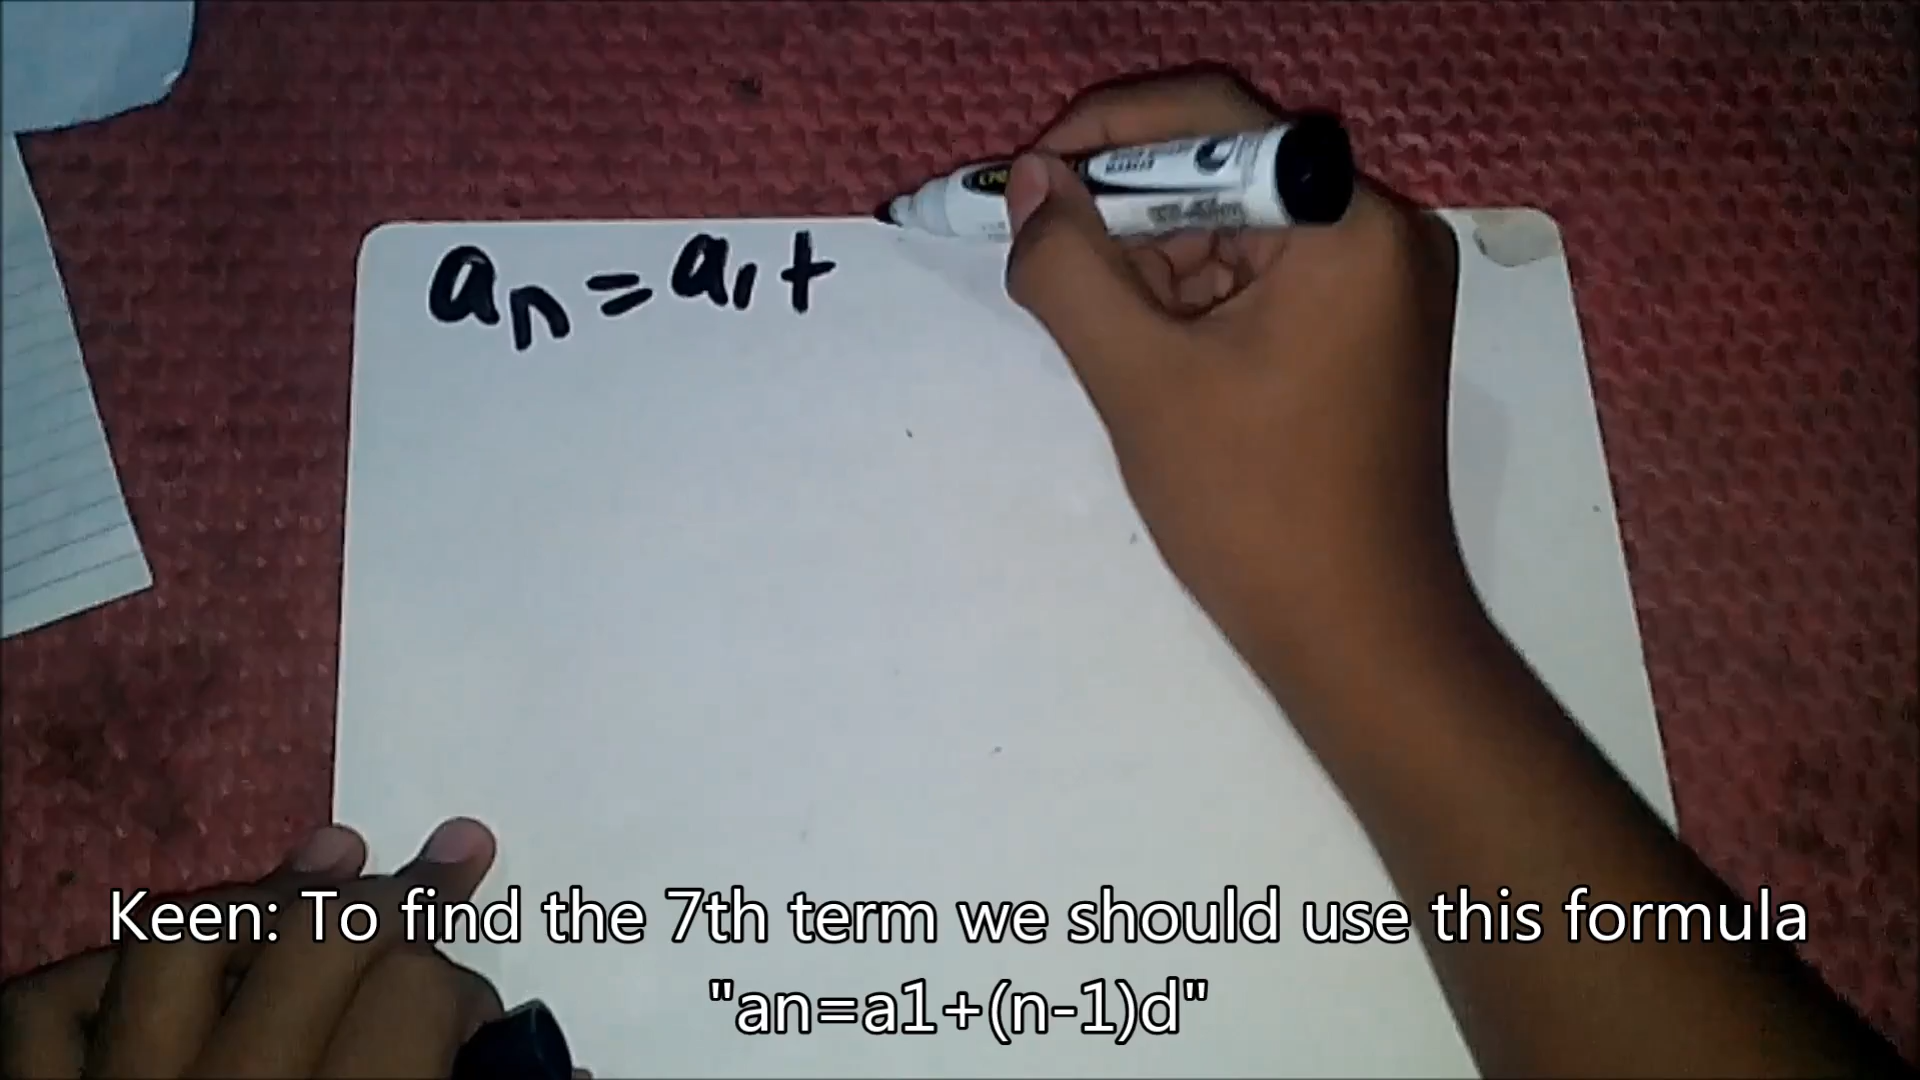 an=a1+
Keen: To find the 7th term we should use this formula
"an=a1+(n-1)d"